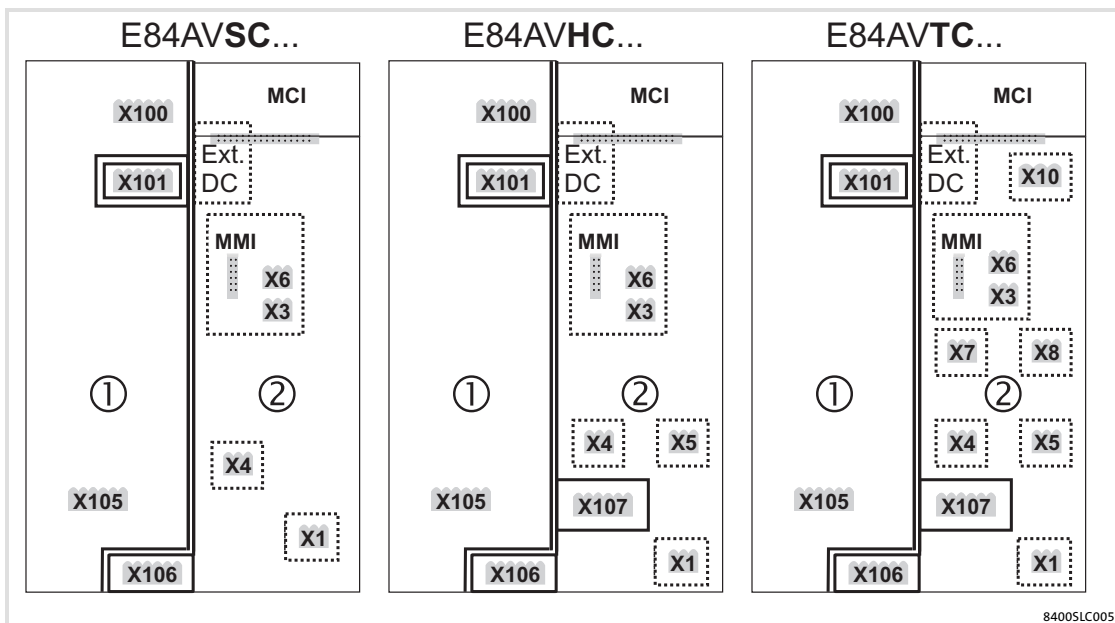 E84AVSC... E84AVHC... E84AVTC...
MCI MCI MCI
X100 X100 X100
Ext. Ext. Ext.
X101 DC X101 DC X101 DC X10
MMI MMI MMI
X6 X6 X6
X3 X3 X3
X7 X8
① ② ① ② ① ②
X4 X5 X4 X5
X4
X105 X105 X107 X105 X107
X1
X106 X106 X1 X106 X1
8400SLC005